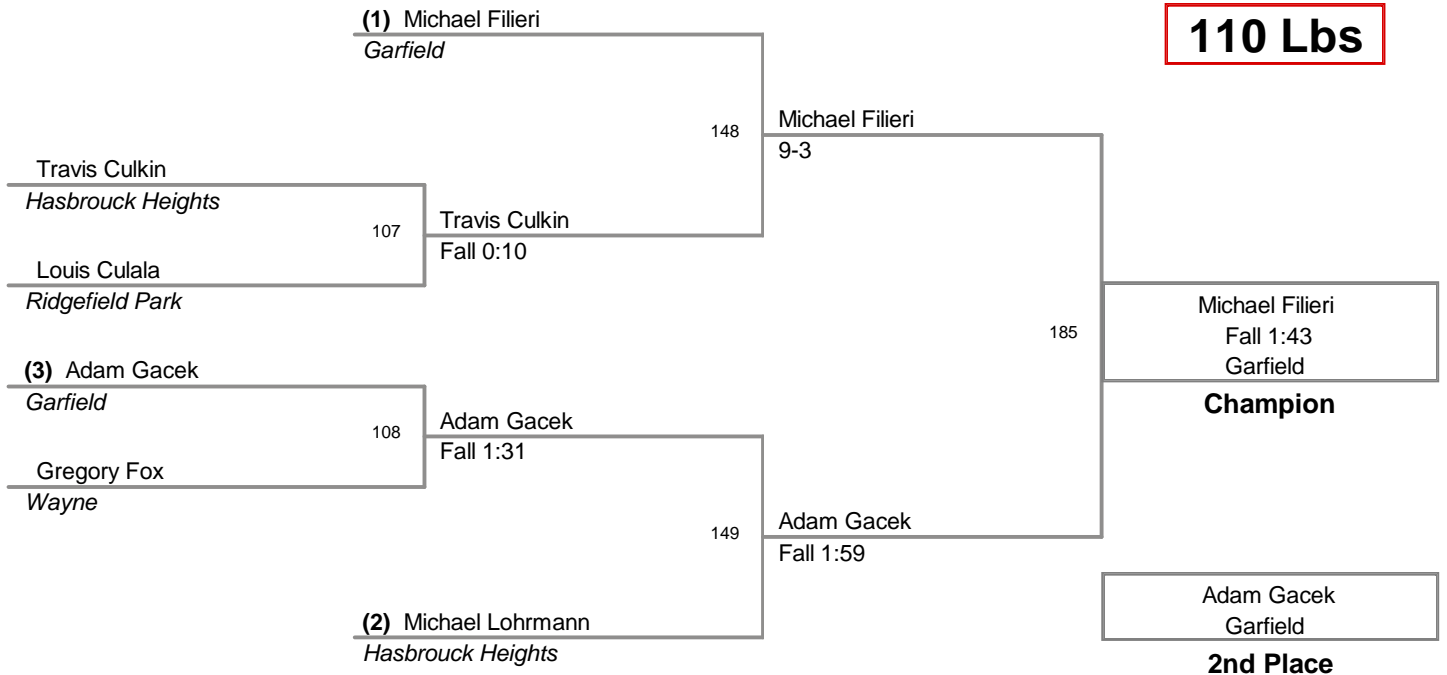 (1) Michael Filieri
Garfield
110 Lbs
148
Michael Filieri
9-3
Travis Culkin
Hasbrouck Heights
107
Travis Culkin
Fall 0:10
Louis Culala
Ridgefield Park
185
Michael Filieri
Fall 1:43
Garfield
Champion
(3) Adam Gacek
Garfield
108
Adam Gacek
Fall 1:31
Gregory Fox
Wayne
149
Adam Gacek
Fall 1:59
(2) Michael Lohrmann
Hasbrouck Heights
Adam Gacek
Garfield
2nd Place